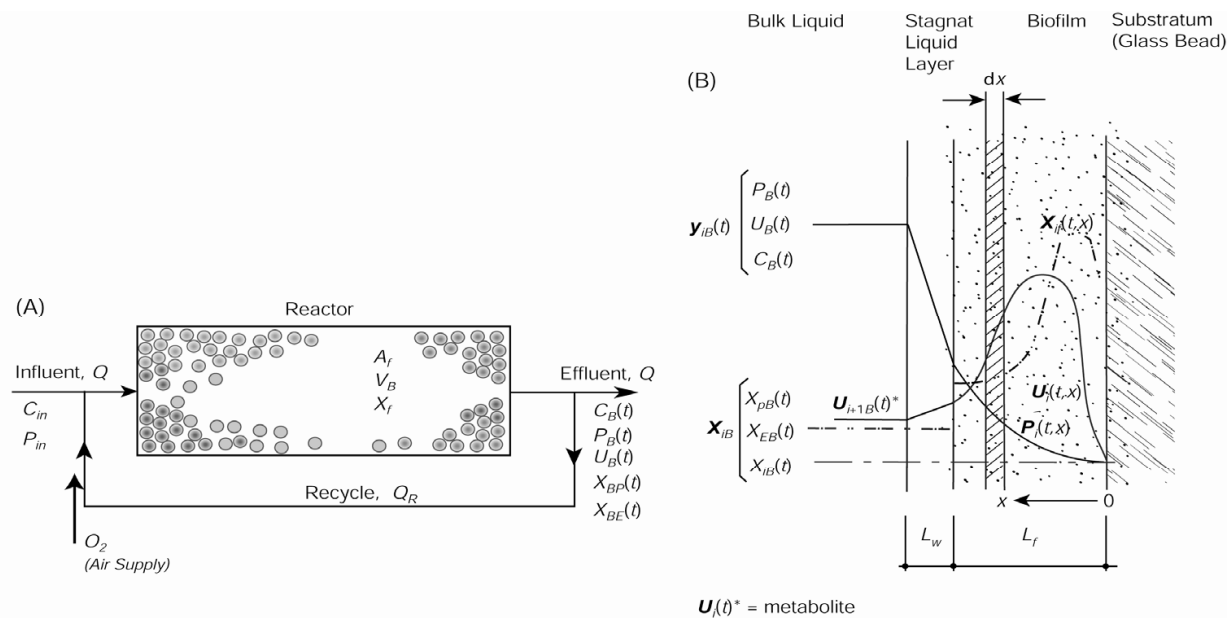 (A)
Reactor
Influent, Q
C_in
P_in
A_f
V_B
X_f
Effluent, Q
C_B(t)
P_B(t)
U_B(t)
X_BP(t)
X_BE(t)
Recycle, Q_R
O_2
(Air Supply)
(B)
Bulk Liquid
Stagnat
Liquid
Layer
Biofilm
Substratum
(Glass Bead)
dx
y_iB(t)
P_B(t)
U_B(t)
C_B(t)
X_if(t,x)
X_iB
X_pB(t)
X_EB(t)
X_iB(t)
U_i+1B(t)*
U_i(t,x)
P_i(t,x)
x
0
L_w
L_f
U_i(t)* = metabolite